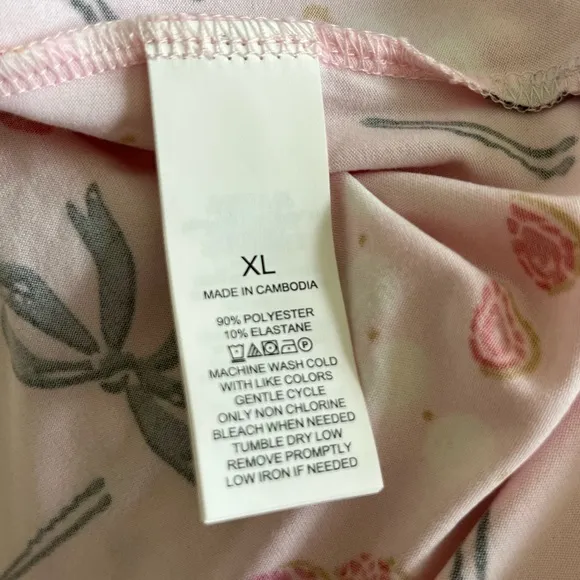 XL
MADE IN CAMBODIA
90% POLYESTER
10% ELASTANE
MACHINE WASH COLD
WITH LIKE COLORS
GENTLE CYCLE
ONLY NON CHLORINE
BLEACH WHEN NEEDED
TUMBLE DRY LOW
REMOVE PROMPTLY
LOW IRON IF NEEDED